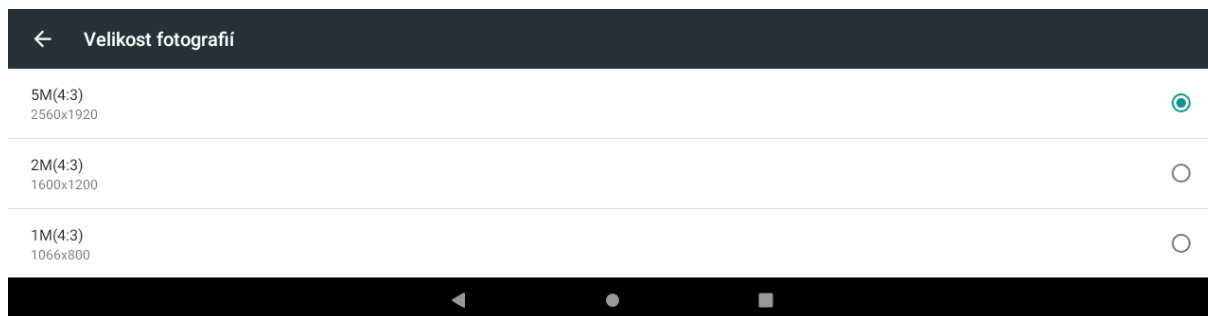 Velikost fotografií
5M(4:3)
2560x1920
2M(4:3)
1600x1200
1M(4:3)
1066x800